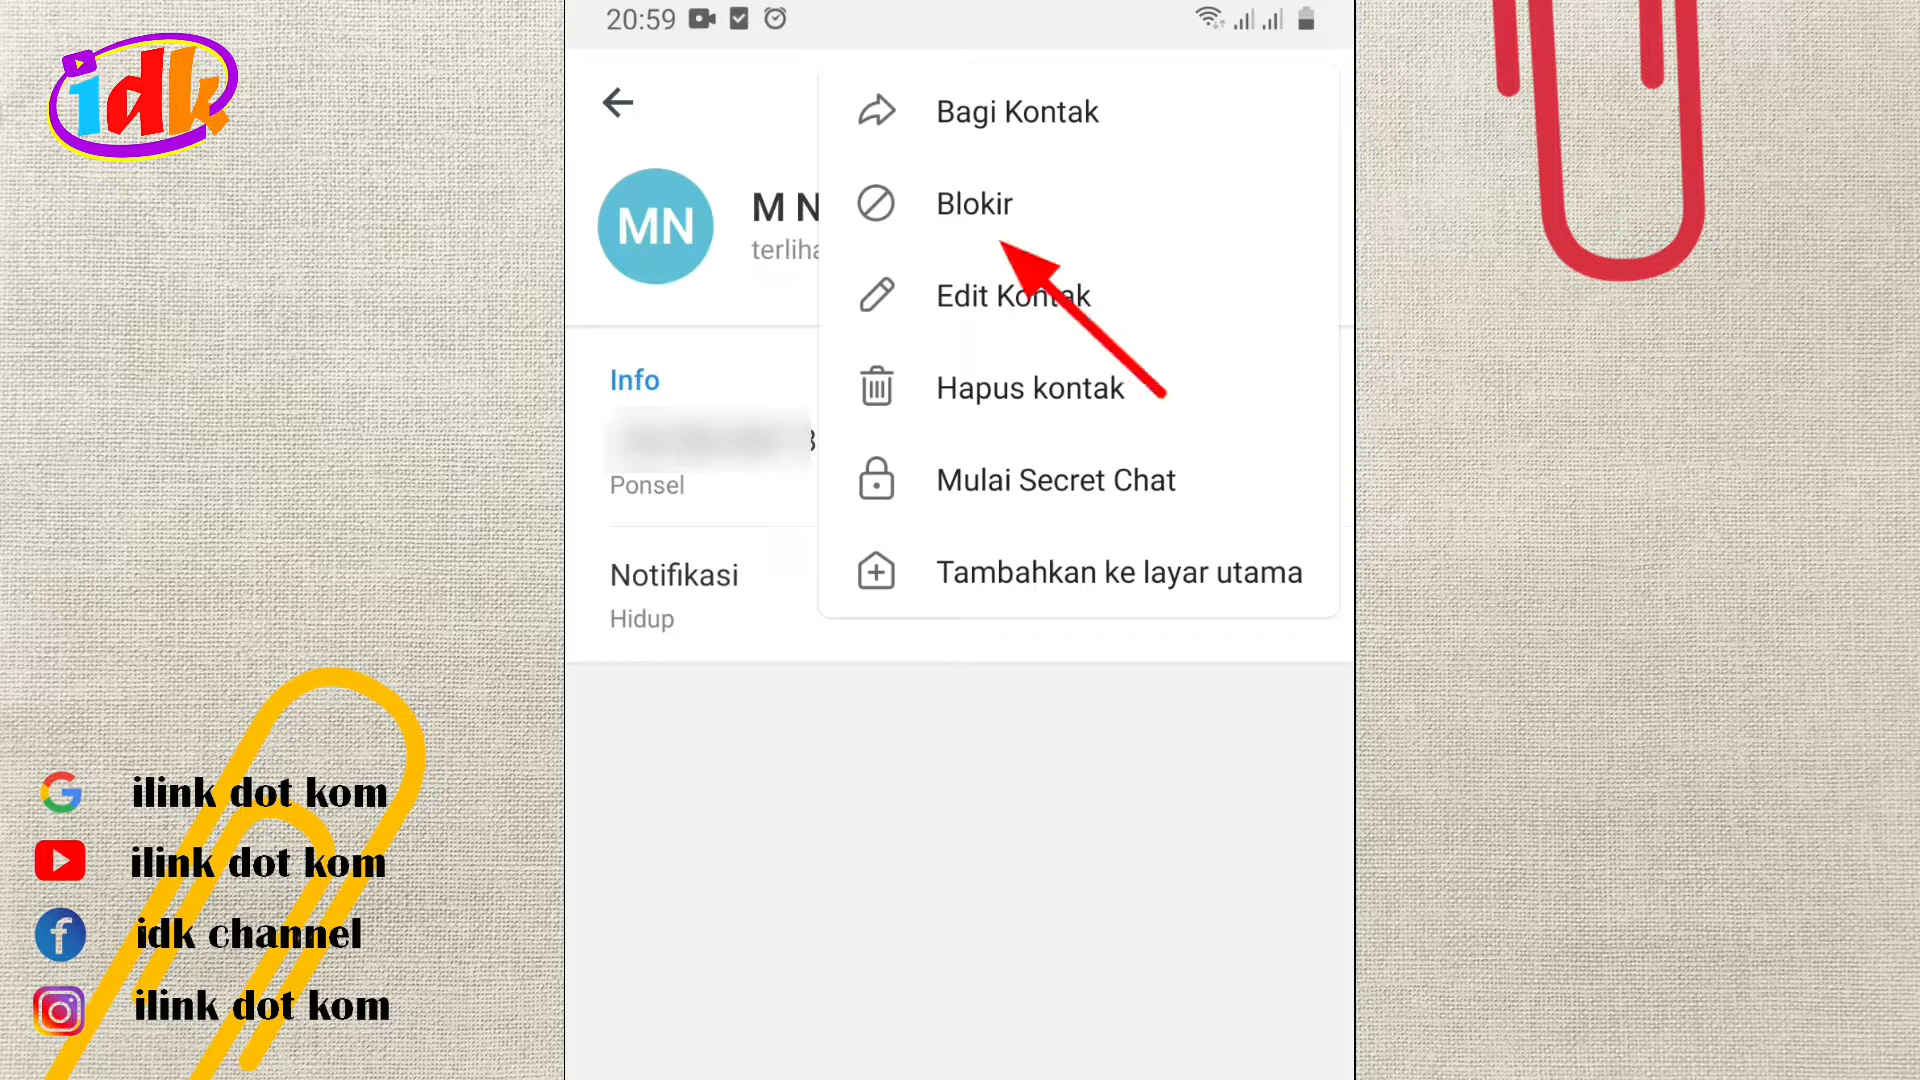 idk
20:59
Bagi Kontak
Blokir
Edit Kontak
Hapus kontak
Mulai Secret Chat
Tambahkan ke layar utama
MN
M N
terliha
Info
Ponsel
Notifikasi
Hidup
ilink dot kom
ilink dot kom
idk channel
ilink dot kom